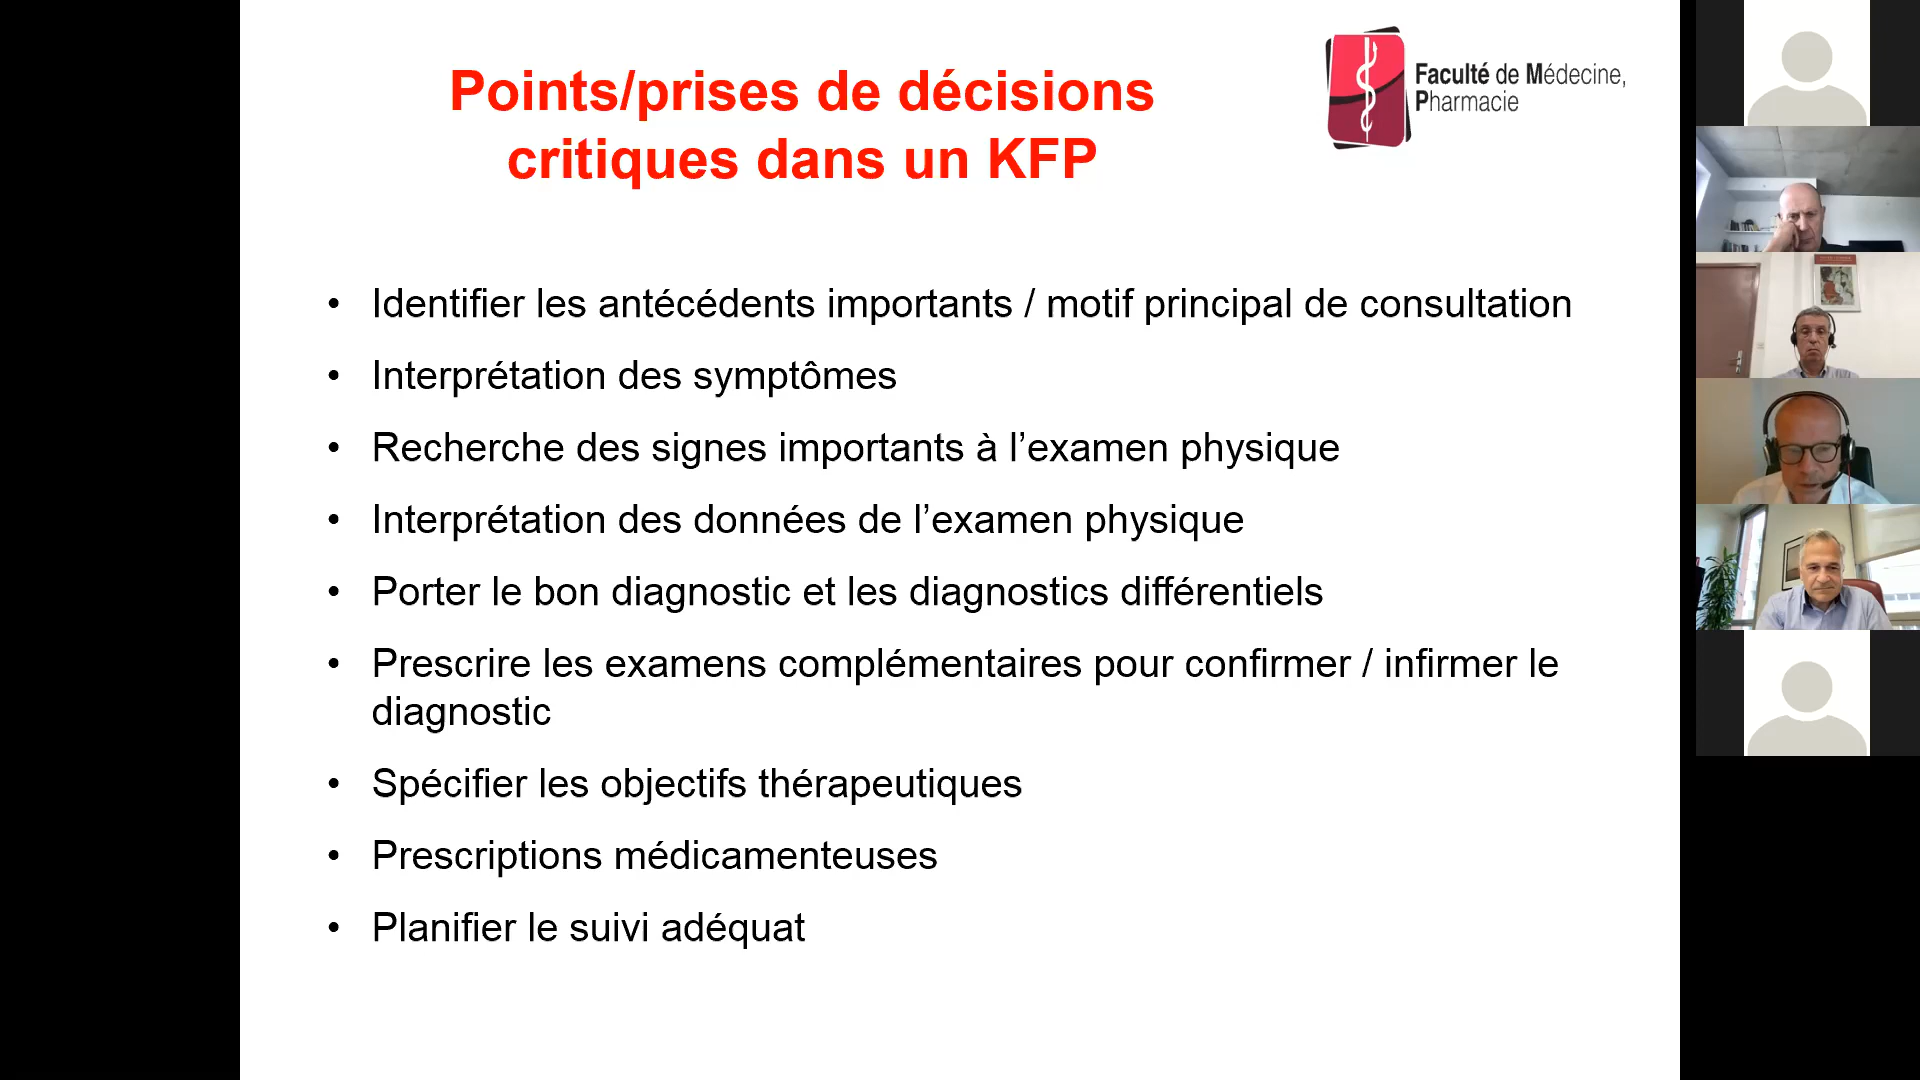 Points/prises de décisions
critiques dans un KFP
Faculté de Médecine,
Pharmacie
• Identifier les antécédents importants / motif principal de consultation
• Interprétation des symptômes
• Recherche des signes importants à l’examen physique
• Interprétation des données de l’examen physique
• Porter le bon diagnostic et les diagnostics différentiels
• Prescrire les examens complémentaires pour confirmer / infirmer le
diagnostic
• Spécifier les objectifs thérapeutiques
• Prescriptions médicamenteuses
• Planifier le suivi adéquat